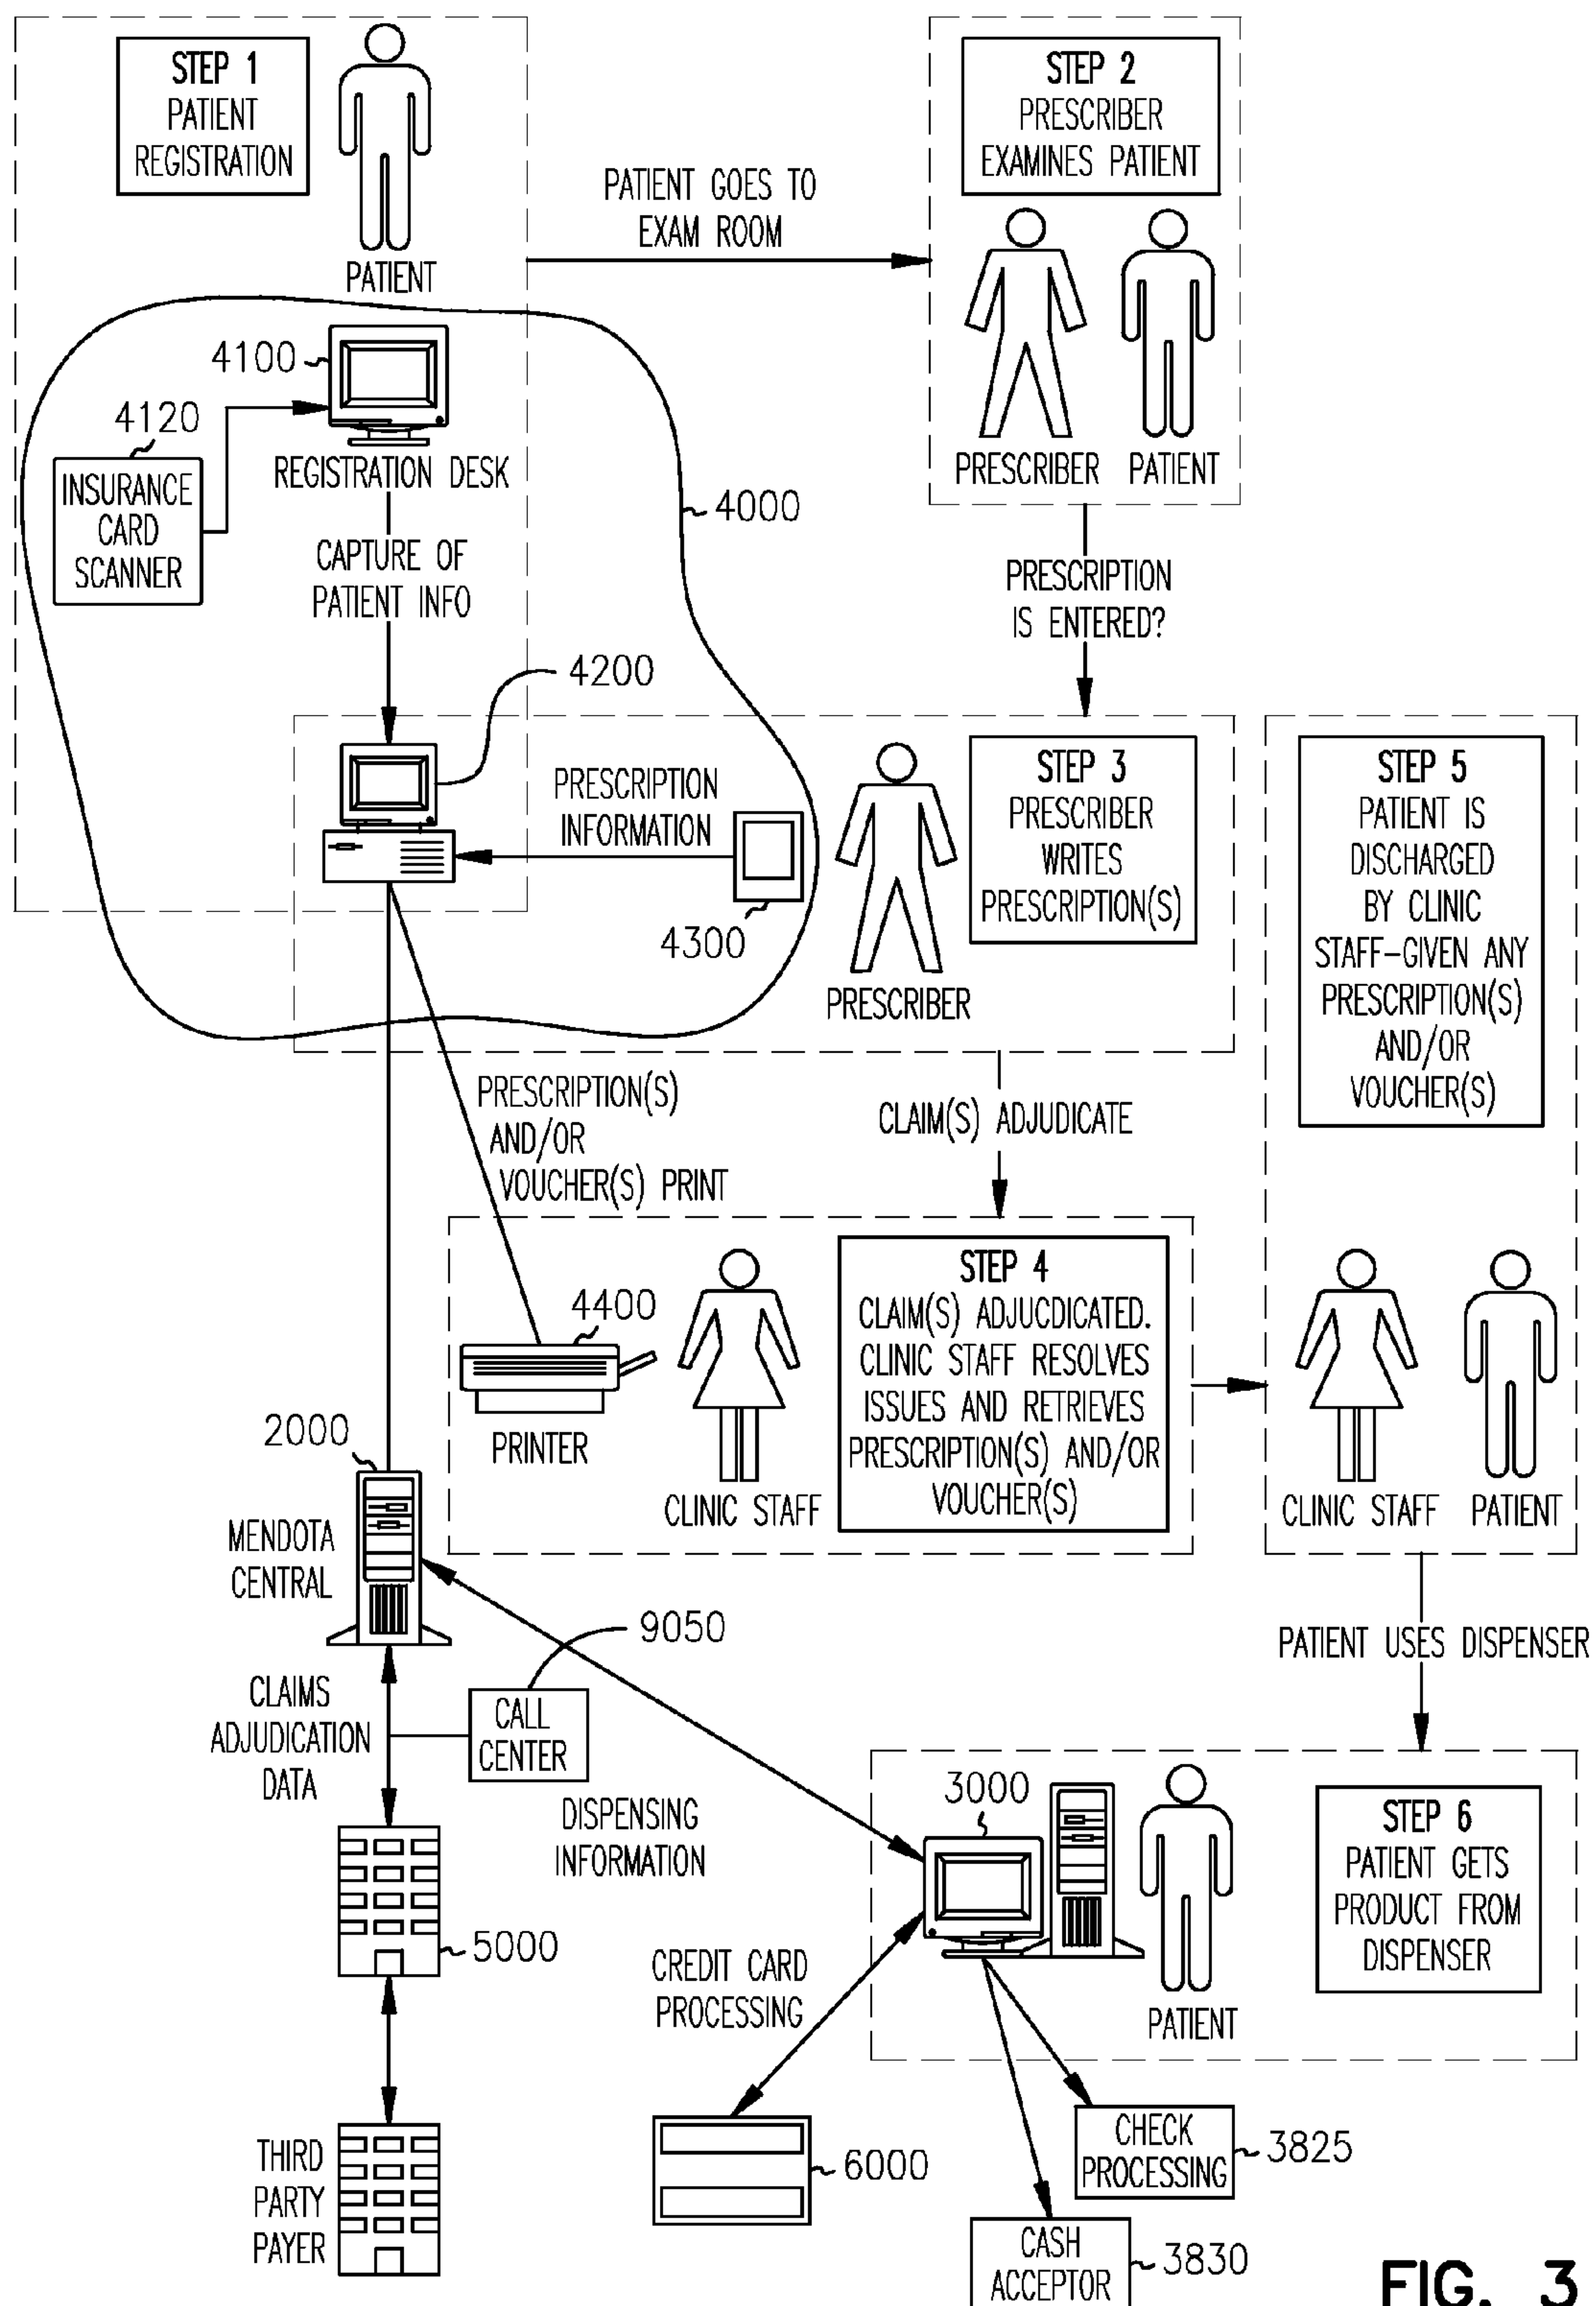 STEP 1
PATIENT
REGISTRATION
PATIENT
PATIENT GOES TO
EXAM ROOM
STEP 2
PRESCRIBER
EXAMINES PATIENT
PRESCRIBER
PATIENT
4100
4120
INSURANCE
CARD
SCANNER
REGISTRATION DESK
4000
CAPTURE OF
PATIENT INFO
PRESCRIPTION
IS ENTERED?
4200
PRESCRIPTION
INFORMATION
4300
PRESCRIBER
STEP 3
PRESCRIBER
WRITES
PRESCRIPTION(S)
STEP 5
PATIENT IS
DISCHARGED
BY CLINIC
STAFF-GIVEN ANY
PRESCRIPTION(S)
AND/OR
VOUCHER(S)
PRESCRIPTION(S)
AND/OR
VOUCHER(S) PRINT
CLAIM(S) ADJUDICATE
4400
PRINTER
CLINIC STAFF
STEP 4
CLAIM(S) ADJUCDICATED.
CLINIC STAFF RESOLVES
ISSUES AND RETRIEVES
PRESCRIPTION(S) AND/OR
VOUCHER(S)
CLINIC STAFF
PATIENT
2000
MENDOTA
CENTRAL
9050
PATIENT USES DISPENSER
CLAIMS
ADJUDICATION
DATA
CALL
CENTER
DISPENSING
INFORMATION
3000
PATIENT
STEP 6
PATIENT GETS
PRODUCT FROM
DISPENSER
5000
CREDIT CARD
PROCESSING
THIRD
PARTY
PAYER
6000
CHECK
PROCESSING
3825
CASH
ACCEPTOR
3830
FIG. 3